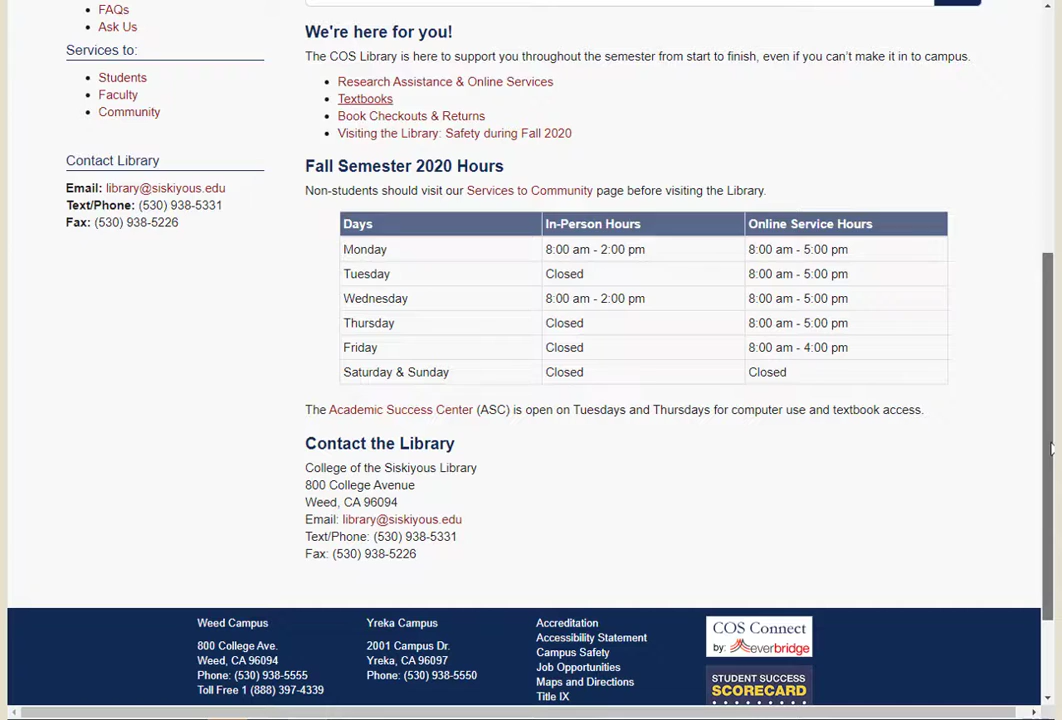 FAQs
Ask Us
Services to:
Students
Faculty
Community
Contact Library
Email: library@siskiyous.edu
Text/Phone: (530) 938-5331
Fax: (530) 938-5226
We're here for you!
The COS Library is here to support you throughout the semester from start to finish, even if you can’t make it in to campus.
Research Assistance & Online Services
Textbooks
Book Checkouts & Returns
Visiting the Library: Safety during Fall 2020
Fall Semester 2020 Hours
Non-students should visit our Services to Community page before visiting the Library.
Days In-Person Hours Online Service Hours
Monday 8:00 am - 2:00 pm 8:00 am - 5:00 pm
Tuesday Closed 8:00 am - 5:00 pm
Wednesday 8:00 am - 2:00 pm 8:00 am - 5:00 pm
Thursday Closed 8:00 am - 5:00 pm
Friday Closed 8:00 am - 4:00 pm
Saturday & Sunday Closed Closed
The Academic Success Center (ASC) is open on Tuesdays and Thursdays for computer use and textbook access.
Contact the Library
College of the Siskiyous Library
800 College Avenue
Weed, CA 96094
Email: library@siskiyous.edu
Text/Phone: (530) 938-5331
Fax: (530) 938-5226
Weed Campus
800 College Ave.
Weed, CA 96094
Phone: (530) 938-5555
Toll Free 1 (888) 397-4339
Yreka Campus
2001 Campus Dr.
Yreka, CA 96097
Phone: (530) 938-5550
Accreditation
Accessibility Statement
Campus Safety
Job Opportunities
Maps and Directions
Title IX
COS Connect
by: everbridge
STUDENT SUCCESS
SCORECARD